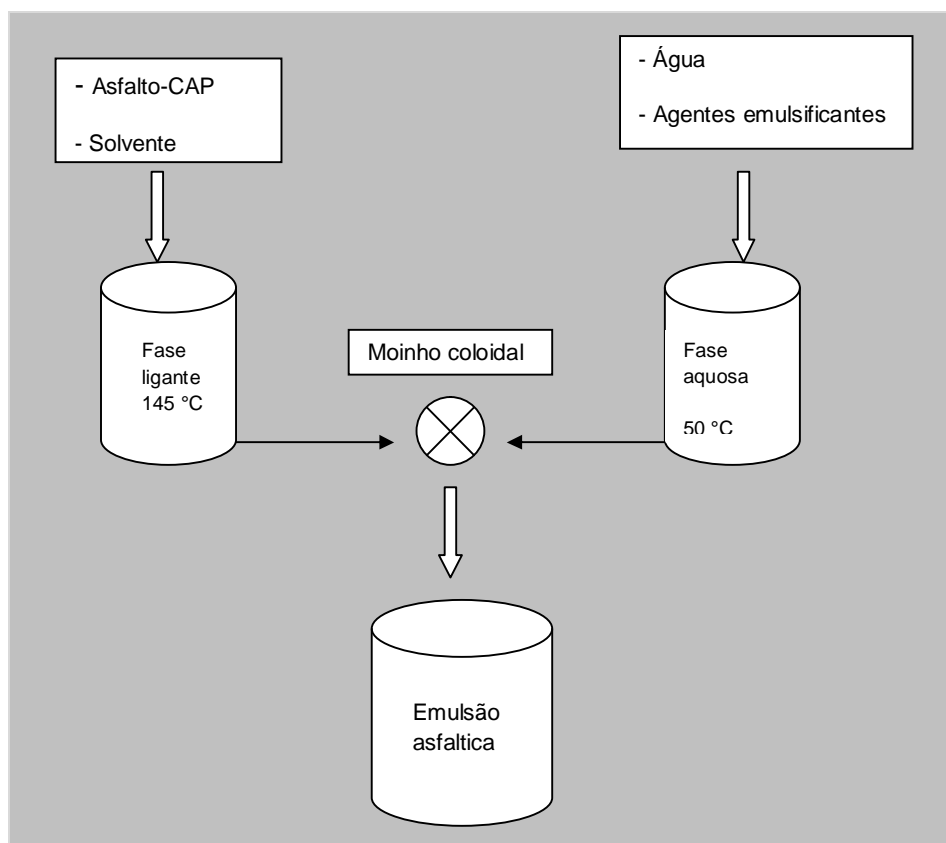 - Asfalto-CAP
- Solvente
- Água
- Agentes emulsificantes
Fase
ligante
145 °C
Moinho coloidal
Fase
aquosa
50 °C
Emulsão
asfaltica